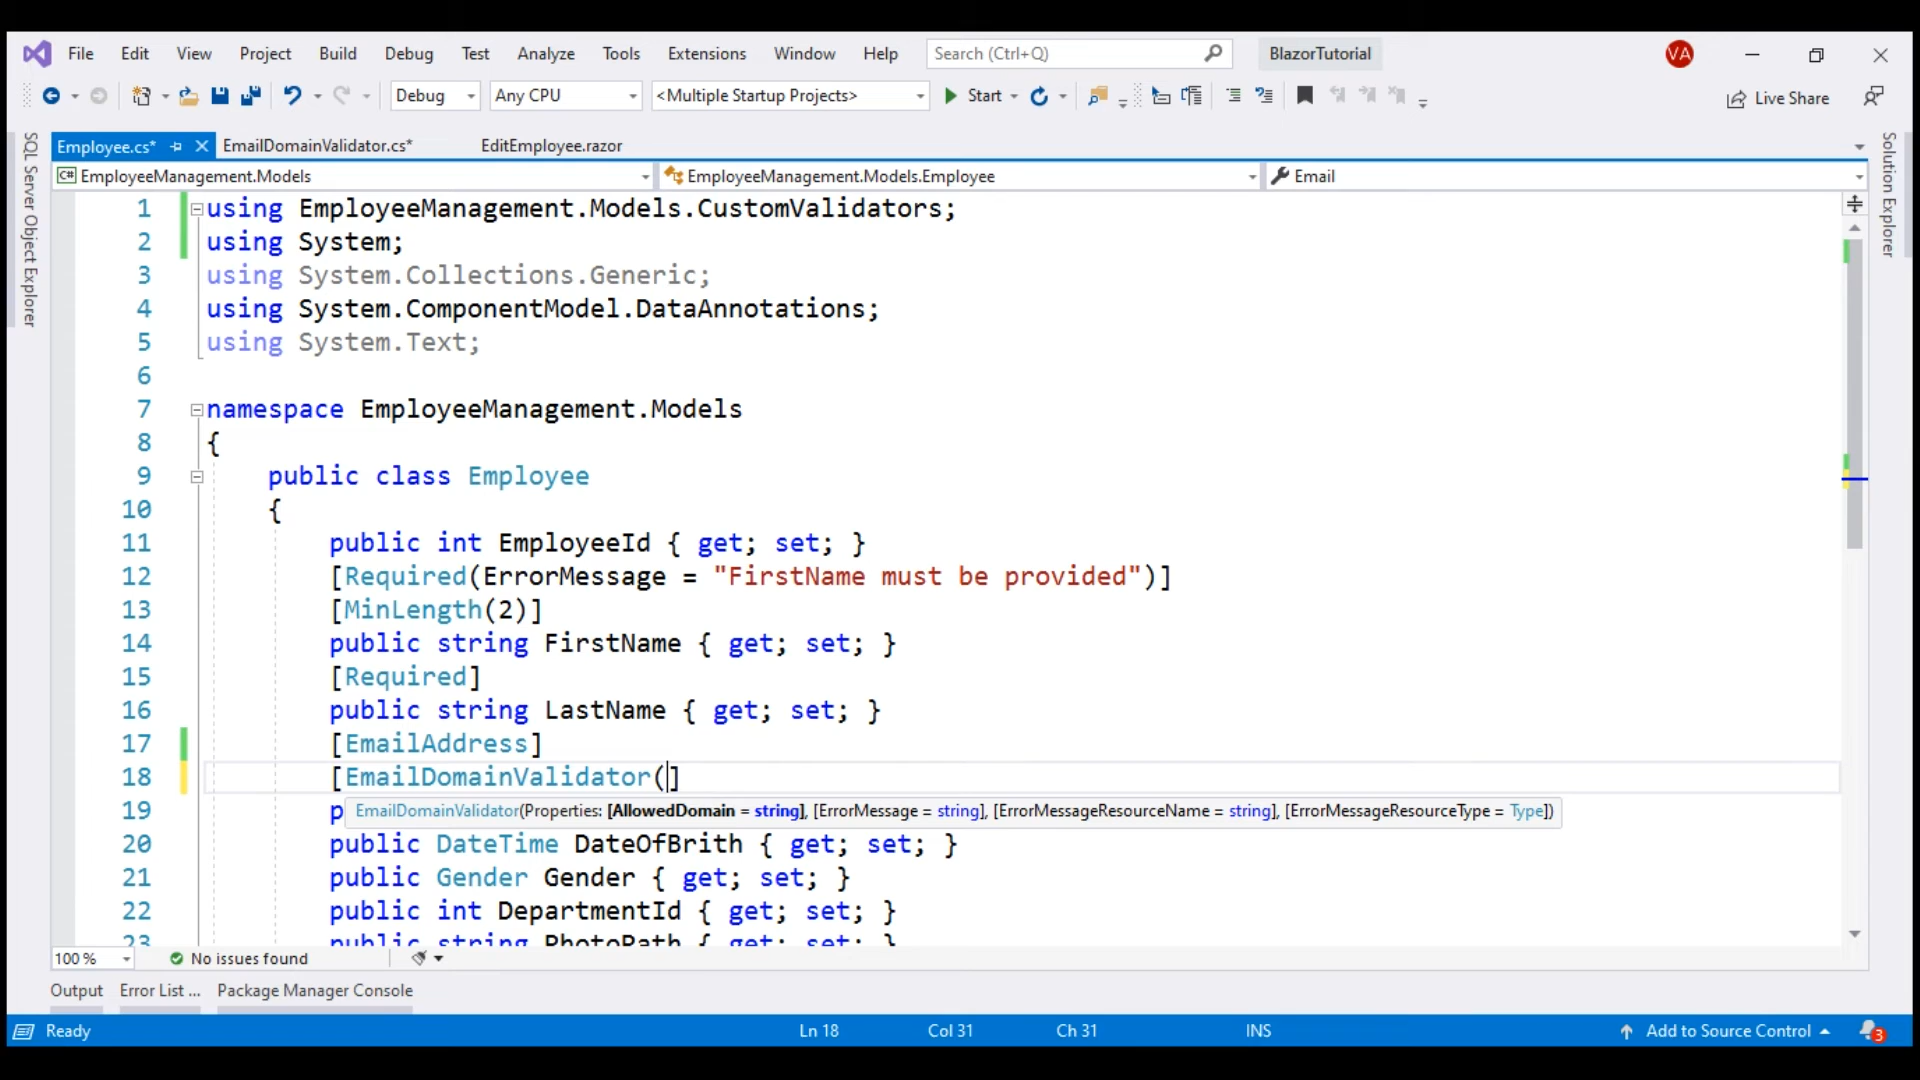 File Edit View Project Build Debug Test Analyze Tools Extensions Window Help Search (Ctrl+Q) BlazorTutorial VA
Debug Any CPU <Multiple Startup Projects> Start Live Share
SQL Server Object Explorer
Solution Explorer
Employee.cs* EmailDomainValidator.cs* EditEmployee.razor
C# EmployeeManagement.Models EmployeeManagement.Models.Employee Email
1 using EmployeeManagement.Models.CustomValidators;
2 using System;
3 using System.Collections.Generic;
4 using System.ComponentModel.DataAnnotations;
5 using System.Text;
6
7 namespace EmployeeManagement.Models
8 {
9 public class Employee
10 {
11 public int EmployeeId { get; set; }
12 [Required(ErrorMessage = "FirstName must be provided")]
13 [MinLength(2)]
14 public string FirstName { get; set; }
15 [Required]
16 public string LastName { get; set; }
17 [EmailAddress]
18 [EmailDomainValidator(]
19 p EmailDomainValidator(Properties: [AllowedDomain = string], [ErrorMessage = string], [ErrorMessageResourceName = string], [ErrorMessageResourceType = Type])
20 public DateTime DateOfBrith { get; set; }
21 public Gender Gender { get; set; }
22 public int DepartmentId { get; set; }
23 public string PhotoPath { get; set; }
100 % No issues found
Output Error List ... Package Manager Console
Ready Ln 18 Col 31 Ch 31 INS Add to Source Control 3